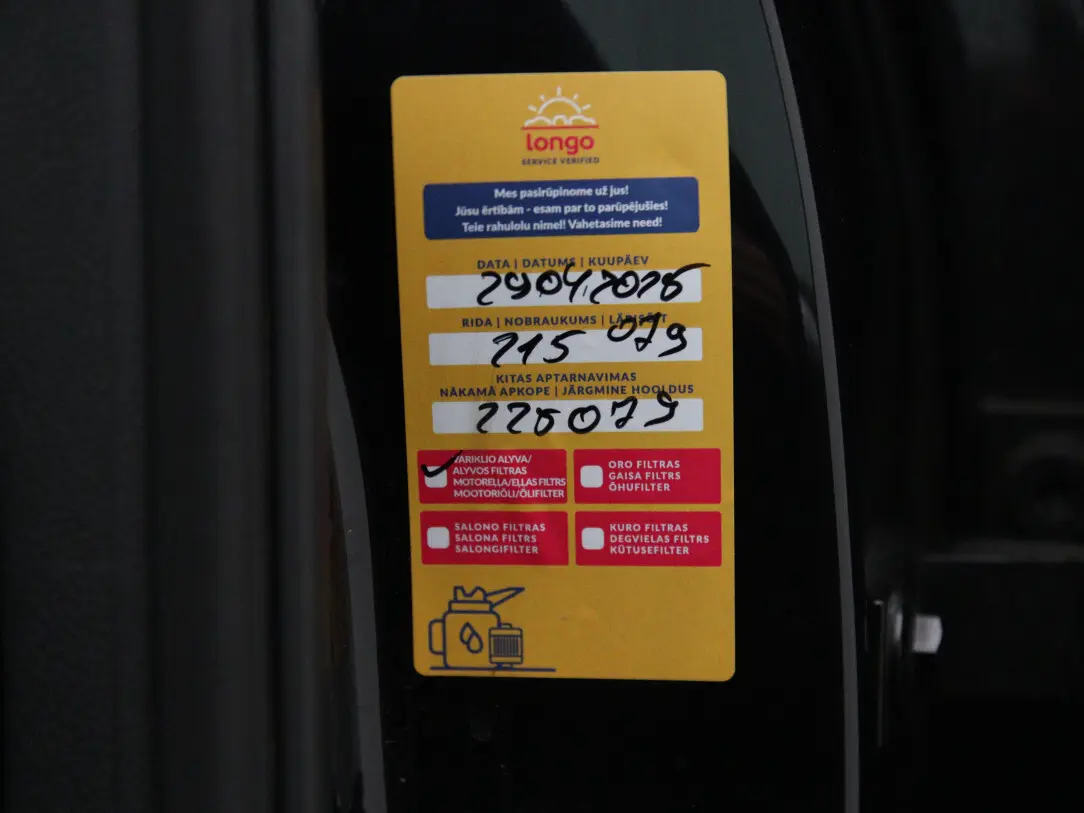 longo
SERVICE VERIFIED
Mes pasirūpinome už jus!
Jūsu ērtībām - esam par to parūpējušies!
Teie rahulolu nimel! Vahetasime need!
DATA | DATUMS | KUUPÄEV
29.04.2025
RIDA | NOBRAUKUMS | LÄBISÕIT
215 079
KITAS APTARNAVIMAS
NĀKAMĀ APKOPE | JÄRGMINE HOOLDUS
225079
VARIKLIO ALYVA/
ALYVOS FILTRAS
MOTOREĻĻA/EĻĻAS FILTRS
MOOTORIÕLI/ÕLIFILTER
ORO FILTRAS
GAISA FILTRS
ÕHUFILTER
SALONO FILTRAS
SALONA FILTRS
SALONGIFILTER
KURO FILTRAS
DEGVIELAS FILTRS
KÜTUSEFILTER